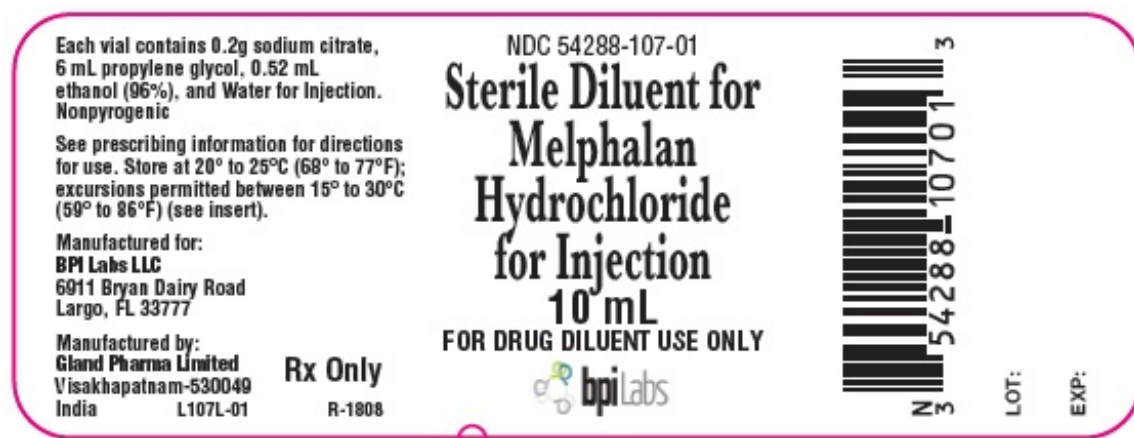 Each vial contains 0.2g sodium citrate,
6 mL propylene glycol, 0.52 mL
ethanol (96%), and Water for Injection.
Nonpyrogenic
See prescribing information for directions
for use. Store at 20° to 25°C (68° to 77°F);
excursions permitted between 15° to 30°C
(59° to 86°F) (see insert).
Manufactured for:
BPI Labs LLC
6911 Bryan Dairy Road
Largo, FL 33777
Manufactured by:
Gland Pharma Limited
Visakhapatnam-530049
India L107L-01 R-1808
Rx Only
NDC 54288-107-01
Sterile Diluent for
Melphalan
Hydrochloride
for Injection
10 mL
FOR DRUG DILUENT USE ONLY
bpiLabs
N
3 54288-10701 3
LOT:
EXP: